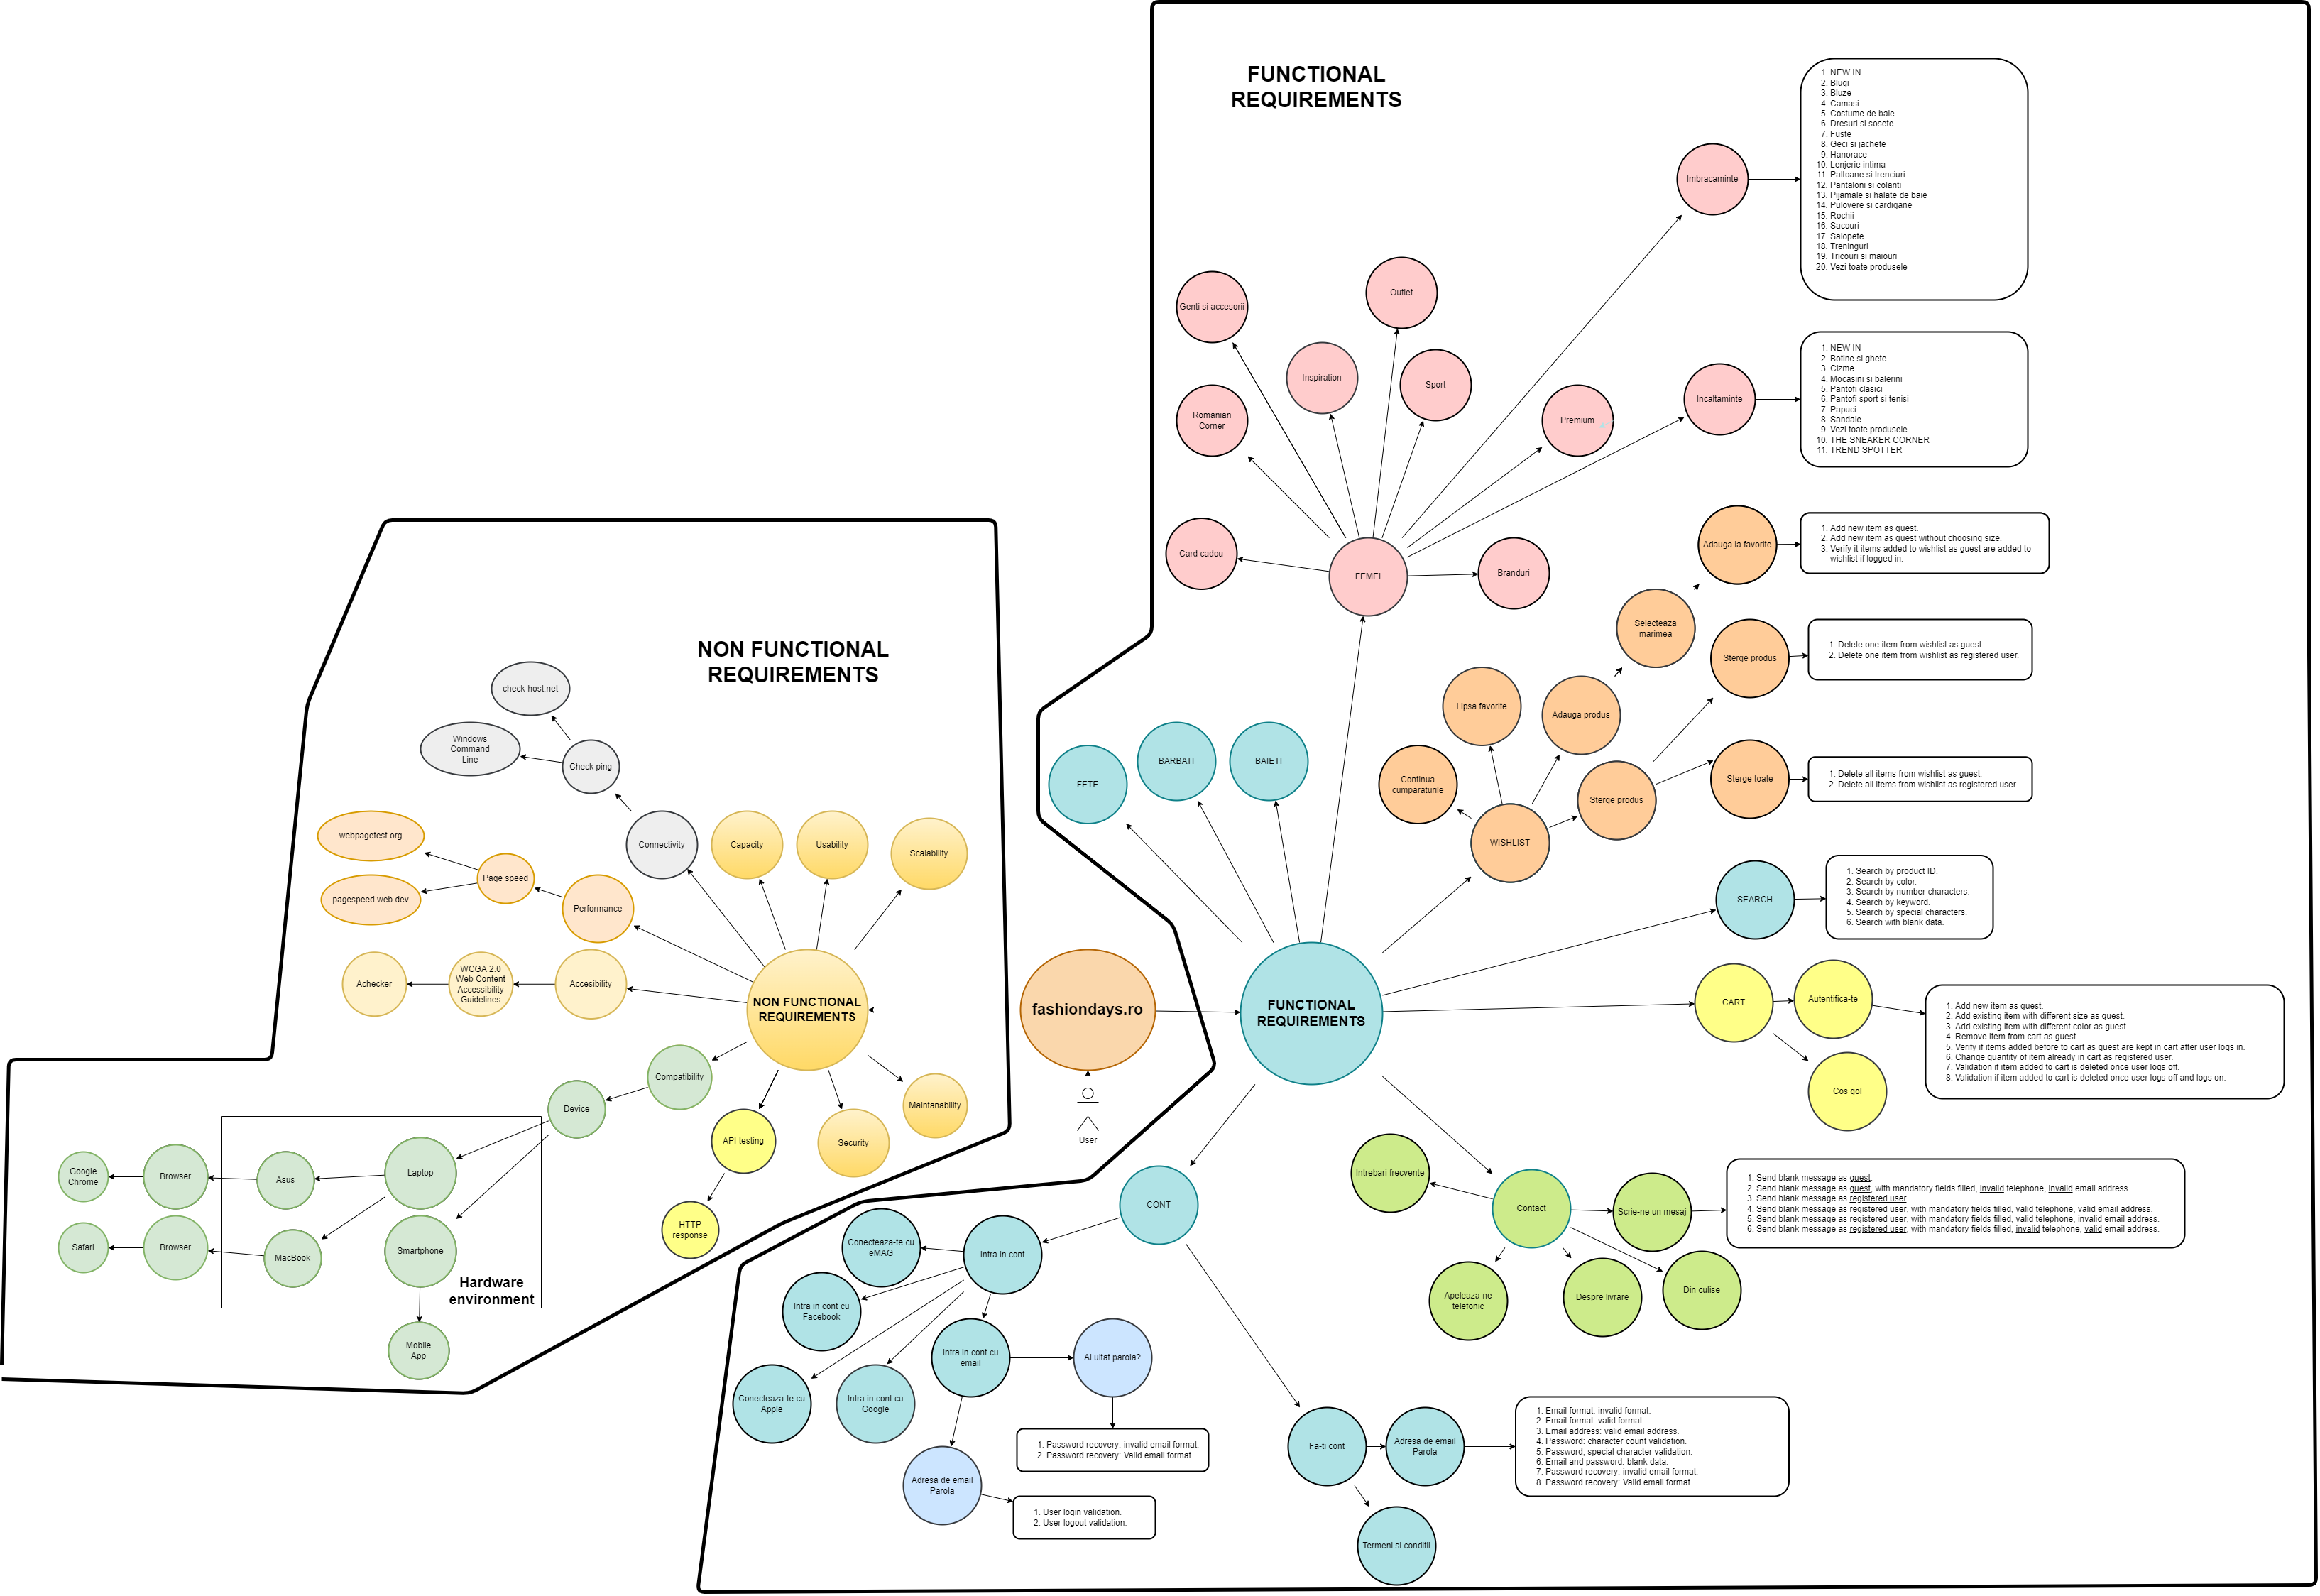 FUNCTIONAL
REQUIREMENTS
1. NEW IN
2. Blugi
3. Bluze
4. Camasi
5. Costume de baie
6. Dresuri si sosete
7. Fuste
8. Geci si jachete
9. Hanorace
10. Lenjerie intima
11. Paltoane si trenciuri
12. Pantaloni si colanti
13. Pijamale si halate de baie
14. Pulovere si cardigane
15. Rochii
16. Sacouri
17. Salopete
18. Treninguri
19. Tricouri si maiouri
20. Vezi toate produsele
Imbracaminte
Genti si accesorii
Outlet
Inspiration
Sport
Romanian
Corner
Premium
Incaltaminte
1. NEW IN
2. Botine si ghete
3. Cizme
4. Mocasini si balerini
5. Pantofi clasici
6. Pantofi sport si tenisi
7. Papuci
8. Sandale
9. Vezi toate produsele
10. THE SNEAKER CORNER
11. TREND SPOTTER
Card cadou
FEMEI
Branduri
Adauga la favorite
1. Add new item as guest.
2. Add new item as guest without choosing size.
3. Verify it items added to wishlist as guest are added to
wishlist if logged in.
Selecteaza
marimea
Sterge produs
1. Delete one item from wishlist as guest.
2. Delete one item from wishlist as registered user.
Lipsa favorite
Adauga produs
FETE
BARBATI
BAIETI
Continua
cumparaturile
Sterge produs
Sterge toate
1. Delete all items from wishlist as guest.
2. Delete all items from wishlist as registered user.
WISHLIST
SEARCH
1. Search by product ID.
2. Search by color.
3. Search by number characters.
4. Search by keyword.
5. Search by special characters.
6. Search with blank data.
NON FUNCTIONAL
REQUIREMENTS
check-host.net
Windows
Command
Line
Check ping
webpagetest.org
Connectivity
Capacity
Usability
Scalability
Page speed
pagespeed.web.dev
Performance
Achecker
WCGA 2.0
Web Content
Accessibility
Guidelines
Accesibility
NON FUNCTIONAL
REQUIREMENTS
fashiondays.ro
FUNCTIONAL
REQUIREMENTS
CART
Autentifica-te
Cos gol
1. Add new item as guest.
2. Add existing item with different size as guest.
3. Add existing item with different color as guest.
4. Remove item from cart as guest.
5. Verify if items added before to cart as guest are kept in cart after user logs in.
6. Change quantity of item already in cart as registered user.
7. Validation if item added to cart is deleted once user logs off.
8. Validation if item added to cart is deleted once user logs off and logs on.
Compatibility
Device
API testing
Security
Maintanability
User
Google
Chrome
Browser
Asus
Laptop
Safari
Browser
MacBook
Smartphone
Hardware
environment
Mobile
App
HTTP
response
Intrebari frecvente
Contact
Scrie-ne un mesaj
1. Send blank message as guest.
2. Send blank message as guest, with mandatory fields filled, invalid telephone, invalid email address.
3. Send blank message as registered user.
4. Send blank message as registered user, with mandatory fields filled, valid telephone, valid email address.
5. Send blank message as registered user, with mandatory fields filled, valid telephone, invalid email address.
6. Send blank message as registered user, with mandatory fields filled, invalid telephone, valid email address.
Apeleaza-ne
telefonic
Despre livrare
Din culise
CONT
Conecteaza-te cu
eMAG
Intra in cont
Intra in cont cu
Facebook
Intra in cont cu
email
Ai uitat parola?
Conecteaza-te cu
Apple
Intra in cont cu
Google
1. Password recovery: invalid email format.
2. Password recovery: Valid email format.
Adresa de email
Parola
1. User login validation.
2. User logout validation.
Fa-ti cont
Adresa de email
Parola
1. Email format: invalid format.
2. Email format: valid format.
3. Email address: valid email address.
4. Password: character count validation.
5. Password; special character validation.
6. Email and password: blank data.
7. Password recovery: invalid email format.
8. Password recovery: Valid email format.
Termeni si conditii